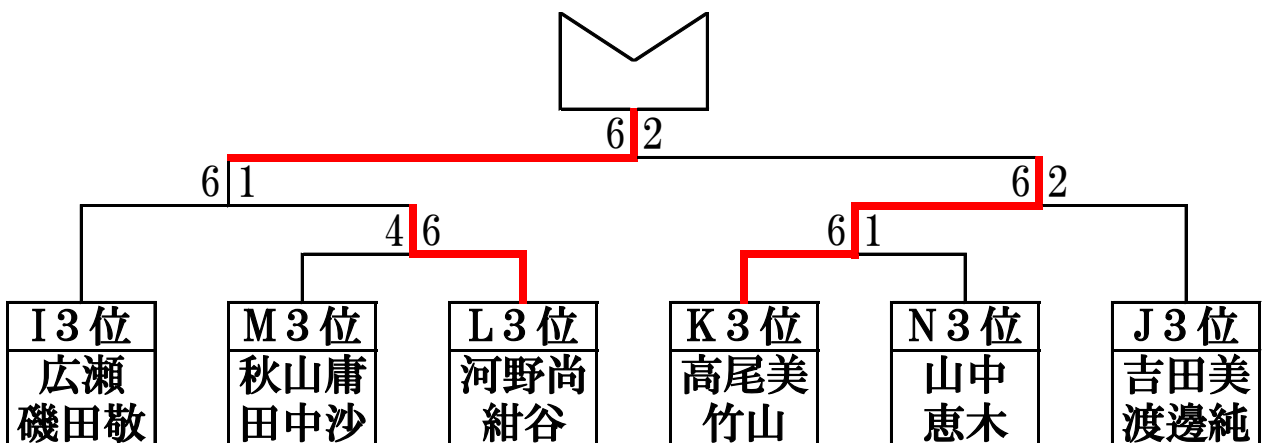 6 2
6 1
6 2
4 6
6 1
I3位
M3位
L3位
K3位
N3位
J3位
広瀬
磯田敬
秋山庸
田中沙
河野尚
紺谷
高尾美
竹山
山中
恵木
吉田美
渡邊純